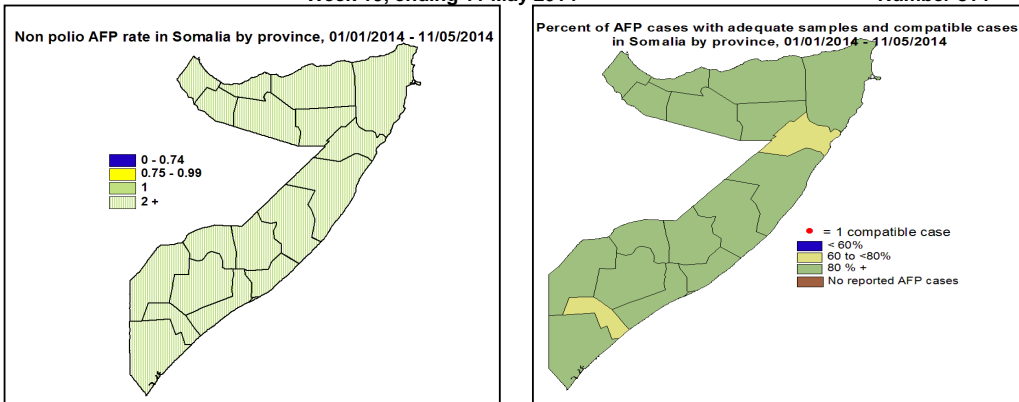 Non polio AFP rate in Somalia by province, 01/01/2014 - 11/05/2014
0 - 0.74
0.75 - 0.99
1
2 +
Percent of AFP cases with adequate samples and compatible cases
in Somalia by province, 01/01/2014 - 11/05/2014
= 1 compatible case
< 60%
60 to <80%
80 % +
No reported AFP cases